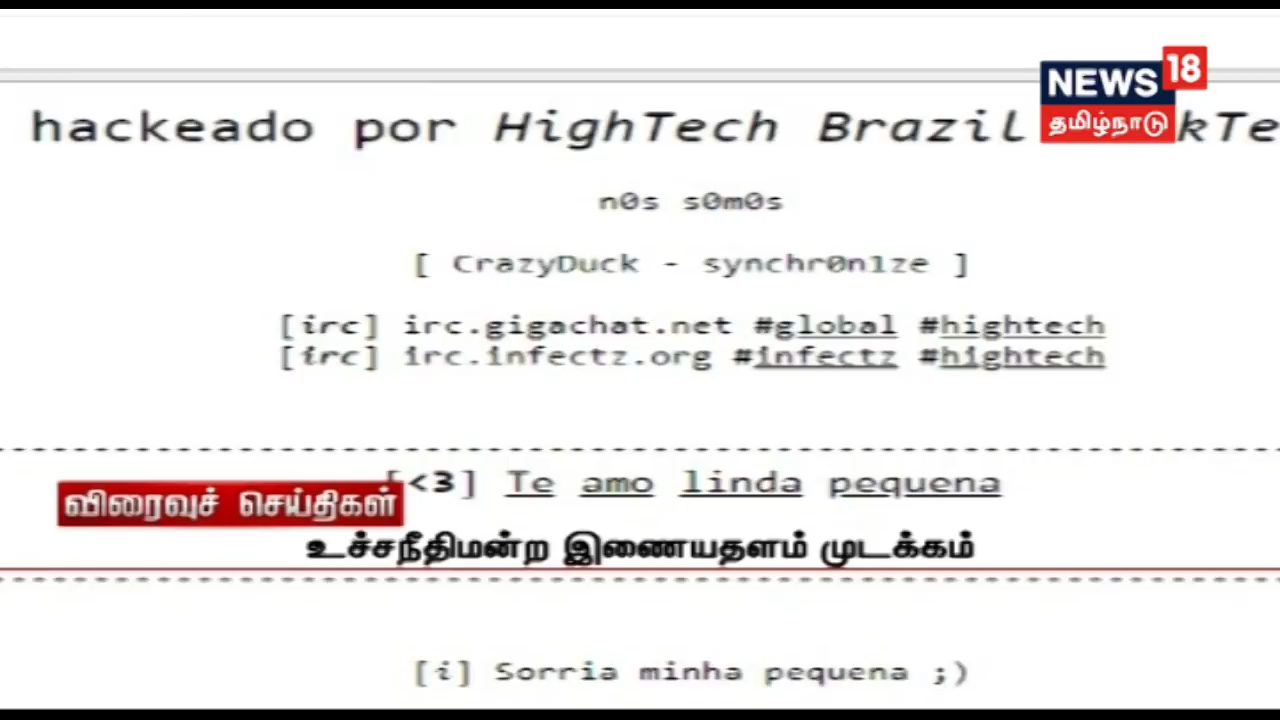 NEWS 18
தமிழ்நாடு
hackeado por HighTech Brazil kTe
n0s s0m0s
[ CrazyDuck - synchr0n1ze ]
[irc] irc.gigachat.net #global #hightech
[irc] irc.infectz.org #infectz #hightech
[<3] Te amo linda pequena
விரைவுச் செய்திகள்
உச்சநீதிமன்ற இணையதளம் முடக்கம்
[i] Sorria minha pequena ;)